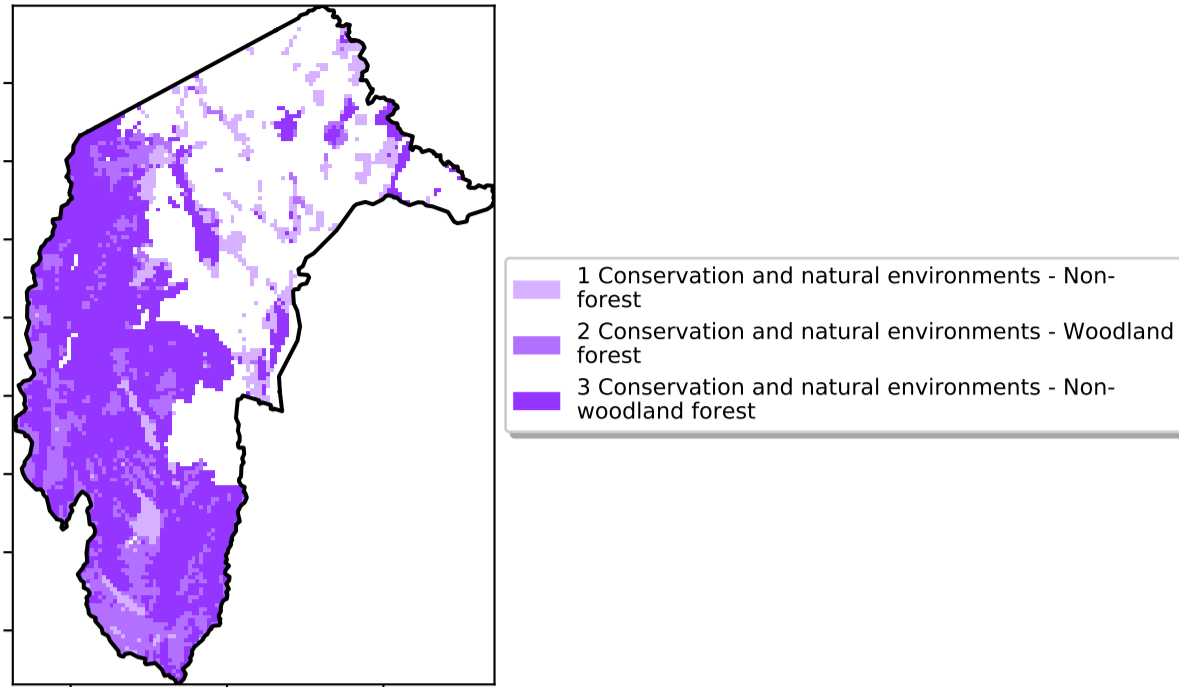 1 Conservation and natural environments - Non-
forest
2 Conservation and natural environments - Woodland
forest
3 Conservation and natural environments - Non-
woodland forest